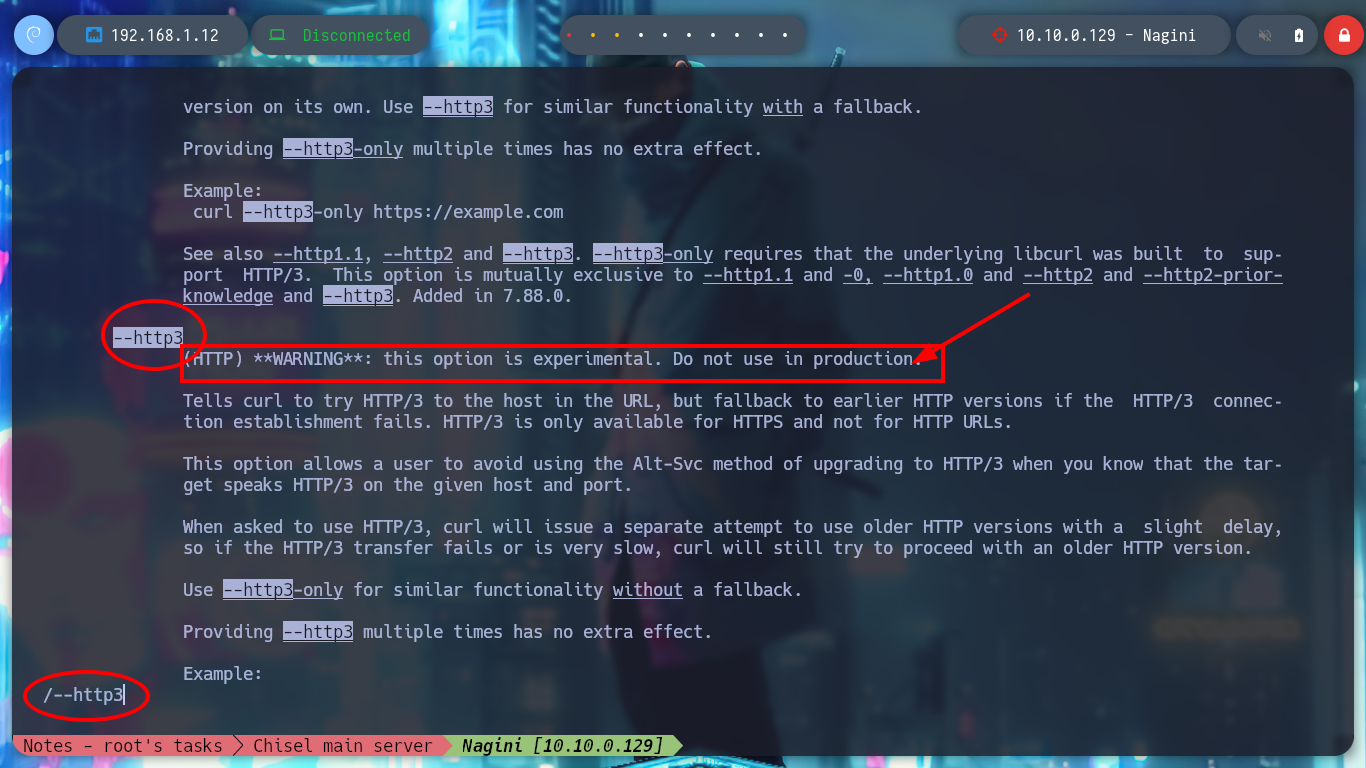 192.168.1.12
Disconnected
10.10.0.129 - Nagini
version on its own. Use --http3 for similar functionality with a fallback.
Providing --http3-only multiple times has no extra effect.
Example:
curl --http3-only https://example.com
See also --http1.1, --http2 and --http3. --http3-only requires that the underlying libcurl was built  to  sup-
port  HTTP/3.  This option is mutually exclusive to --http1.1 and -0, --http1.0 and --http2 and --http2-prior-
knowledge and --http3. Added in 7.88.0.
--http3
(HTTP) **WARNING**: this option is experimental. Do not use in production.
Tells curl to try HTTP/3 to the host in the URL, but fallback to earlier HTTP versions if the  HTTP/3  connec-
tion establishment fails. HTTP/3 is only available for HTTPS and not for HTTP URLs.
This option allows a user to avoid using the Alt-Svc method of upgrading to HTTP/3 when you know that the tar-
get speaks HTTP/3 on the given host and port.
When asked to use HTTP/3, curl will issue a separate attempt to use older HTTP versions with a  slight  delay,
so if the HTTP/3 transfer fails or is very slow, curl will still try to proceed with an older HTTP version.
Use --http3-only for similar functionality without a fallback.
Providing --http3 multiple times has no extra effect.
Example:
/--http3
Notes - root's tasks
Chisel main server
Nagini [10.10.0.129]